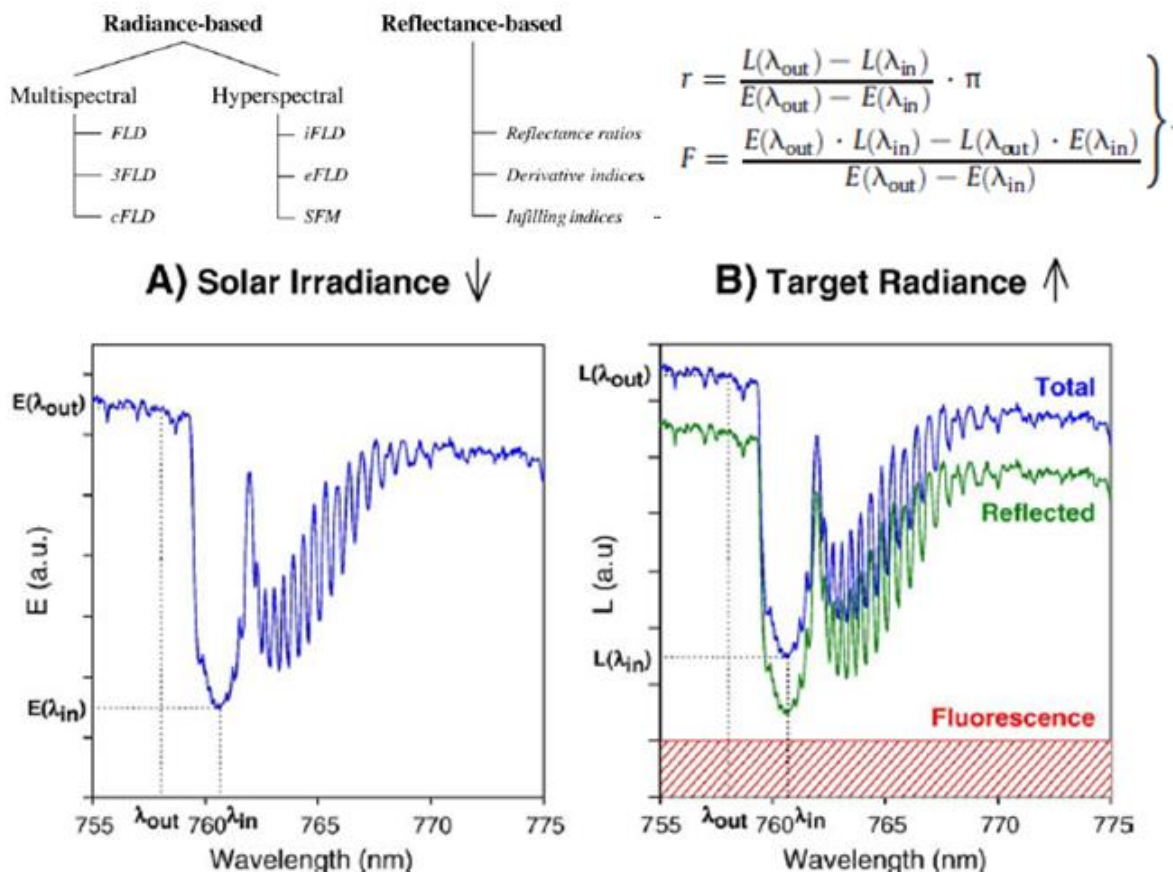 Radiance-based
Reflectance-based
Multispectral
Hyperspectral
FLD
iFLD
Reflectance ratios
3FLD
eFLD
Derivative indices
cFLD
SFM
Infilling indices
r = L(λout) − L(λin) / E(λout) − E(λin) · π
F = E(λout) · L(λin) − L(λout) · E(λin) / E(λout) − E(λin)
A) Solar Irradiance ↓
E(λout)
E(λin)
E (a.u.)
755 λout 760 λin 765 770 775
Wavelength (nm)
B) Target Radiance ↑
L(λout)
Total
Reflected
L(λin)
Fluorescence
L (a.u)
755 λout 760 λin 765 770 775
Wavelength (nm)